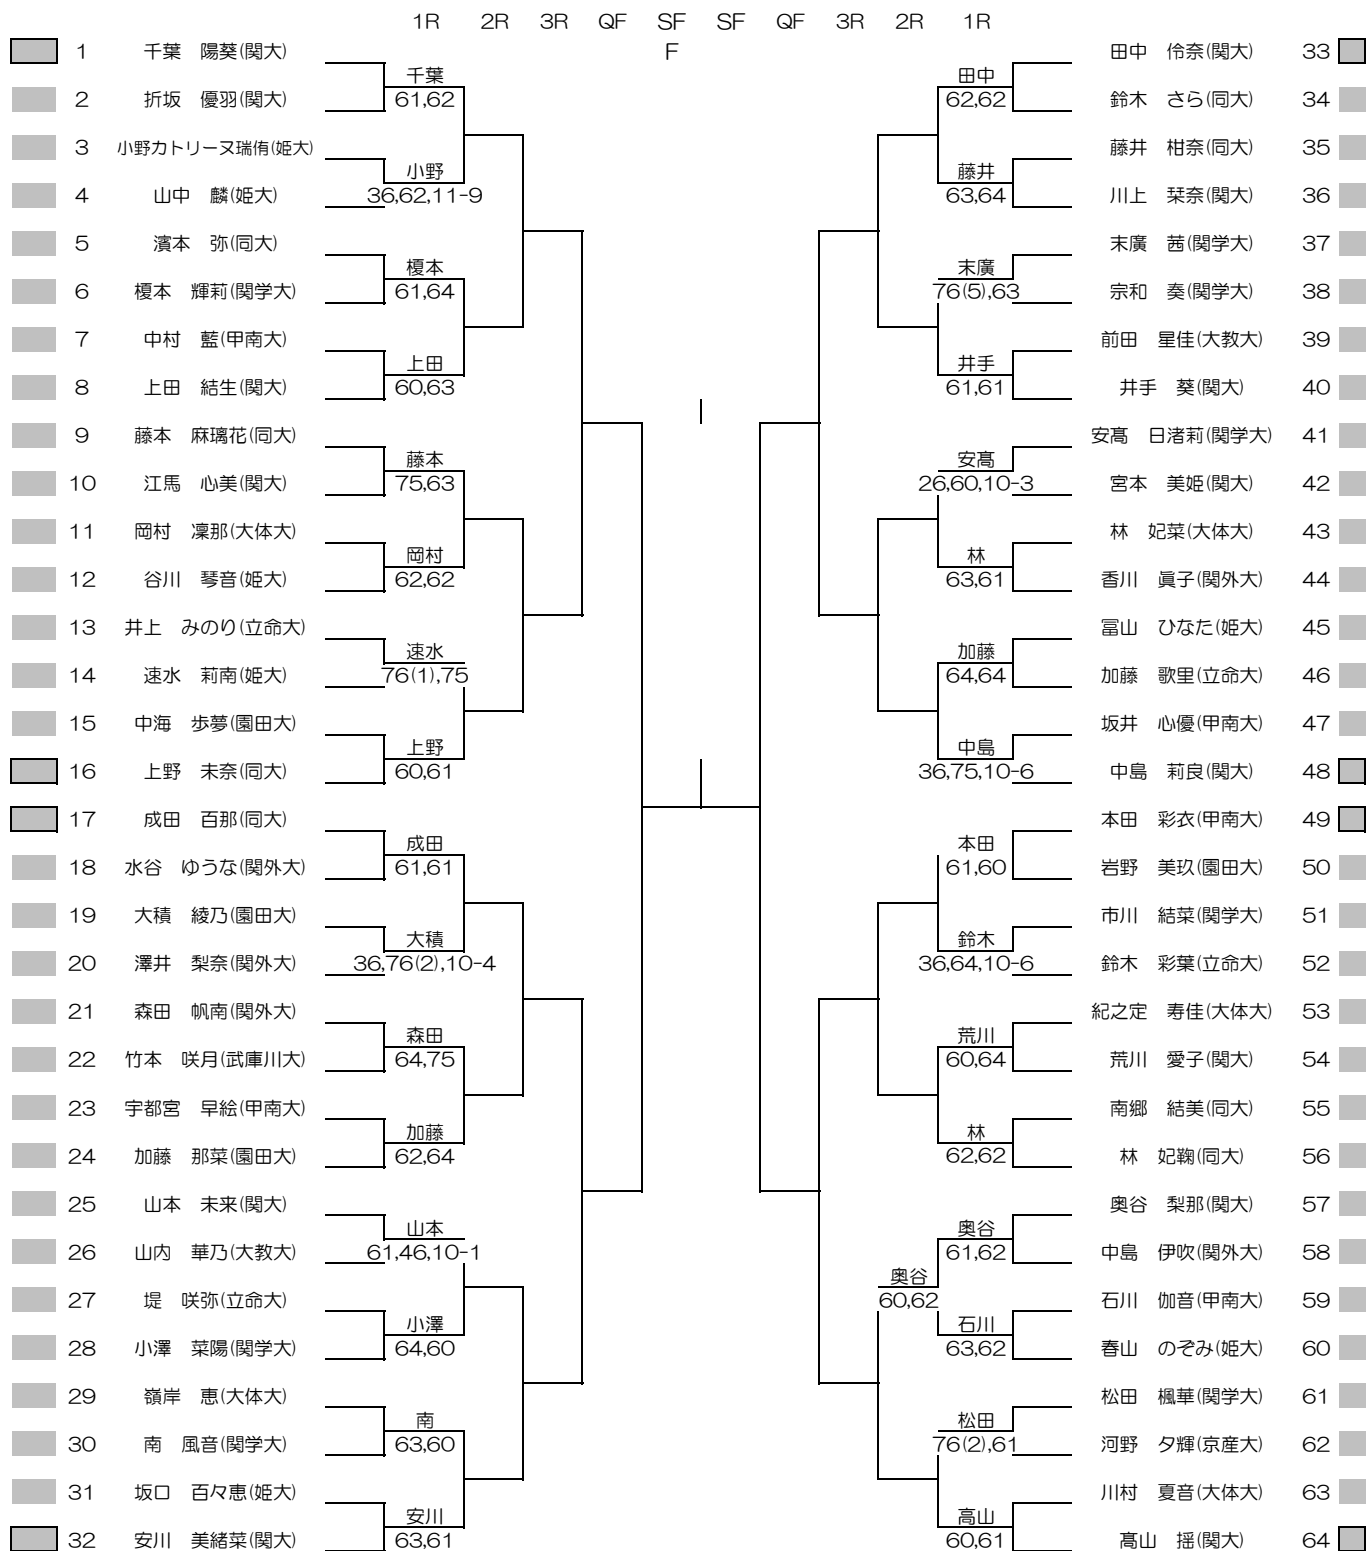 1R 2R 3R QF SF SF QF 3R 2R 1R
F
1 千葉 陽葵(関大)
千葉
61,62
2 折坂 優羽(関大)
3 小野カトリーヌ瑞侑(姫大)
小野
36,62,11-9
4 山中 麟(姫大)
5 濱本 弥(同大)
榎本
61,64
6 榎本 輝莉(関学大)
7 中村 藍(甲南大)
上田
60,63
8 上田 結生(関大)
9 藤本 麻璃花(同大)
藤本
75,63
10 江馬 心美(関大)
11 岡村 凜那(大体大)
岡村
62,62
12 谷川 琴音(姫大)
13 井上 みのり(立命大)
速水
76(1),75
14 速水 莉南(姫大)
15 中海 歩夢(園田大)
上野
60,61
16 上野 未奈(同大)
17 成田 百那(同大)
成田
61,61
18 水谷 ゆうな(関外大)
19 大積 綾乃(園田大)
大積
36,76(2),10-4
20 澤井 梨奈(関外大)
21 森田 帆南(関外大)
森田
64,75
22 竹本 咲月(武庫川大)
23 宇都宮 早絵(甲南大)
加藤
62,64
24 加藤 那菜(園田大)
25 山本 未来(関大)
山本
61,46,10-1
26 山内 華乃(大教大)
27 堤 咲弥(立命大)
小澤
64,60
28 小澤 菜陽(関学大)
29 嶺岸 恵(大体大)
南
63,60
30 南 風音(関学大)
31 坂口 百々恵(姫大)
安川
63,61
32 安川 美緒菜(関大)
田中 伶奈(関大) 33
田中
62,62
鈴木 さら(同大) 34
藤井 柑奈(同大) 35
藤井
63,64
川上 栞奈(関大) 36
末廣 茜(関学大) 37
末廣
76(5),63
宗和 奏(関学大) 38
前田 星佳(大教大) 39
井手
61,61
井手 葵(関大) 40
安髙 日渚莉(関学大) 41
安髙
26,60,10-3
宮本 美姫(関大) 42
林 妃菜(大体大) 43
林
63,61
香川 眞子(関外大) 44
冨山 ひなた(姫大) 45
加藤
64,64
加藤 歌里(立命大) 46
坂井 心優(甲南大) 47
中島
36,75,10-6
中島 莉良(関大) 48
本田 彩衣(甲南大) 49
本田
61,60
岩野 美玖(園田大) 50
市川 結菜(関学大) 51
鈴木
36,64,10-6
鈴木 彩葉(立命大) 52
紀之定 寿佳(大体大) 53
荒川
60,64
荒川 愛子(関大) 54
南郷 結美(同大) 55
林
62,62
林 妃鞠(同大) 56
奥谷 梨那(関大) 57
奥谷
61,62
中島 伊吹(関外大) 58
奥谷
60,62
石川 伽音(甲南大) 59
石川
63,62
春山 のぞみ(姫大) 60
松田 楓華(関学大) 61
松田
76(2),61
河野 夕輝(京産大) 62
川村 夏音(大体大) 63
髙山
60,61
髙山 揺(関大) 64